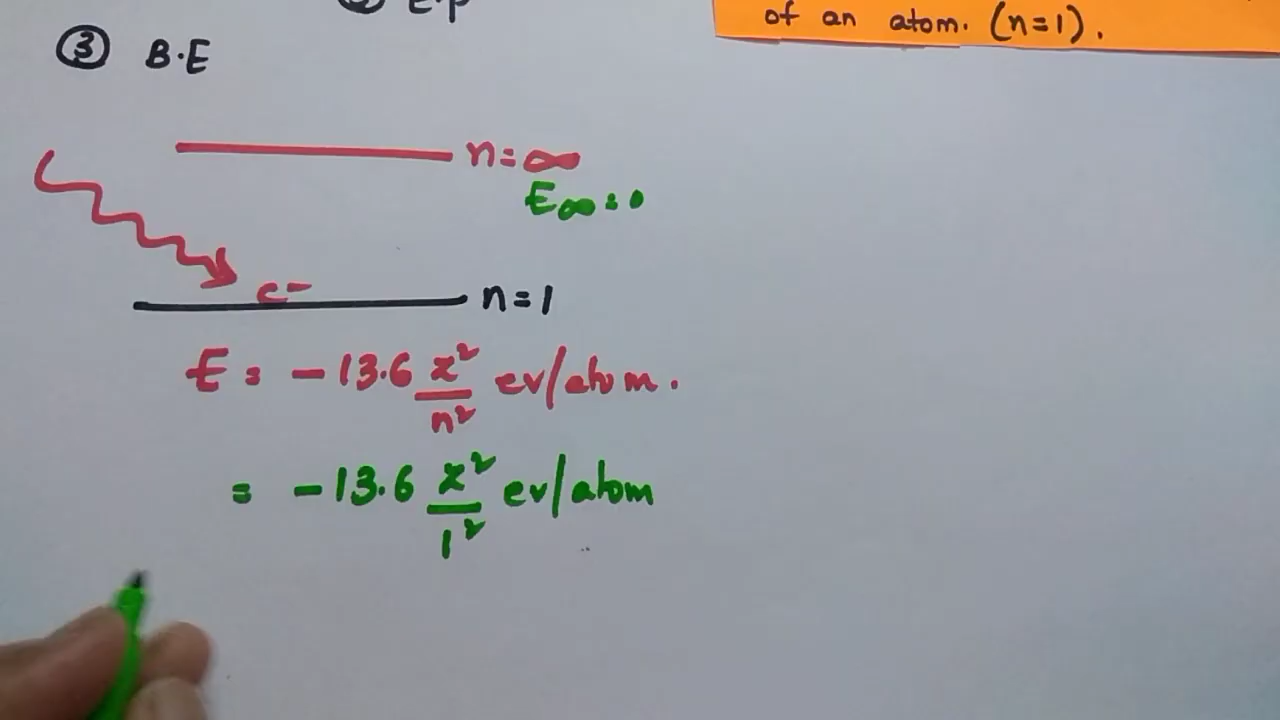 E.P
of an atom. (n=1).
③ B.E
n=∞
E∞=0
e-
n=1
E = -13.6 z²/n² ev/atom.
= -13.6 z²/1² ev/atom